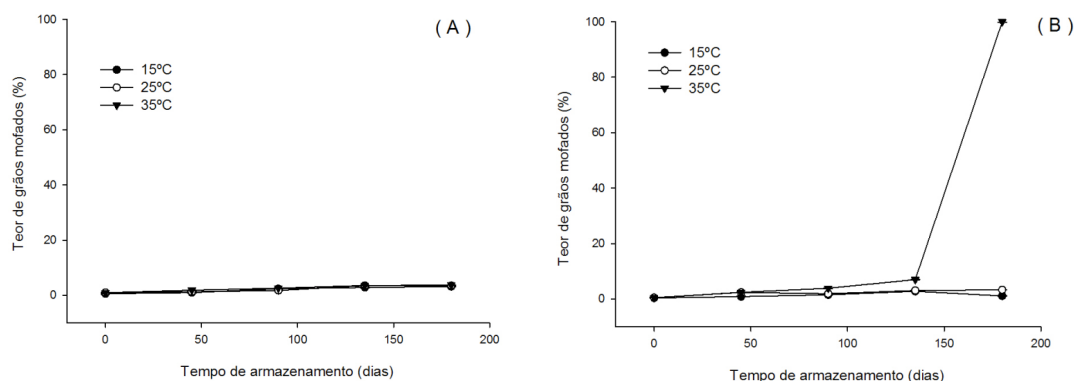 ( A )
100
80
60
40
20
0
Teor de grãos mofados (%)
15ºC
25ºC
35ºC
0 50 100 150 200
Tempo de armazenamento (dias)
( B )
100
80
60
40
20
0
Teor de grãos mofados (%)
15ºC
25ºC
35ºC
0 50 100 150 200
Tempo de armazenamento (dias)